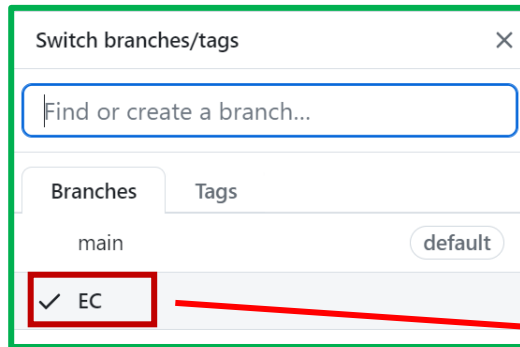 Switch branches/tags
Find or create a branch...
Branches Tags
main default
EC